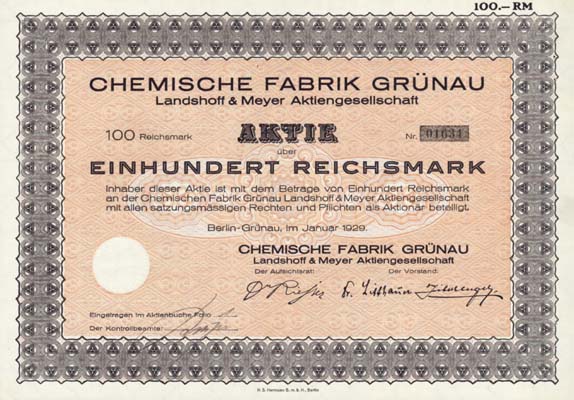 100.–RM
CHEMISCHE FABRIK GRÜNAU
Landshoff & Meyer Aktiengesellschaft
100 Reichsmark AKTIE Nr. 01634
über
EINHUNDERT REICHSMARK
Inhaber dieser Aktie ist mit dem Betrage von Einhundert Reichsmark
an der Chemischen Fabrik Grünau Landshoff & Meyer Aktiengesellschaft
mit allen satzungsmässigen Rechten und Pflichten als Aktionär beteiligt.
Berlin-Grünau, im Januar 1929.
CHEMISCHE FABRIK GRÜNAU
Landshoff & Meyer Aktiengesellschaft
Der Aufsichtsrat: Der Vorstand:
Eingetragen im Aktienbuche Folio 1
Der Kontrollbeamte:
H. S. Hermann G. m. b. H., Berlin